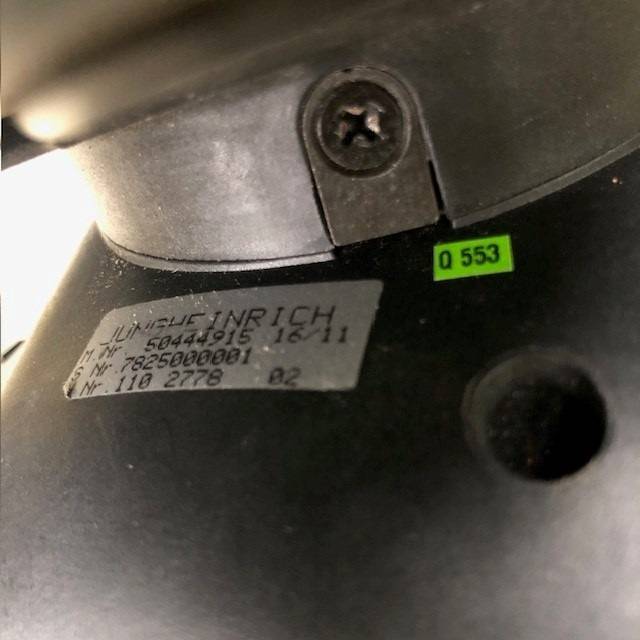 Q 553
JUNGHEINRICH
M.Nr 50444915 16/11
S Nr 7825000001
Nr 110 2778 02